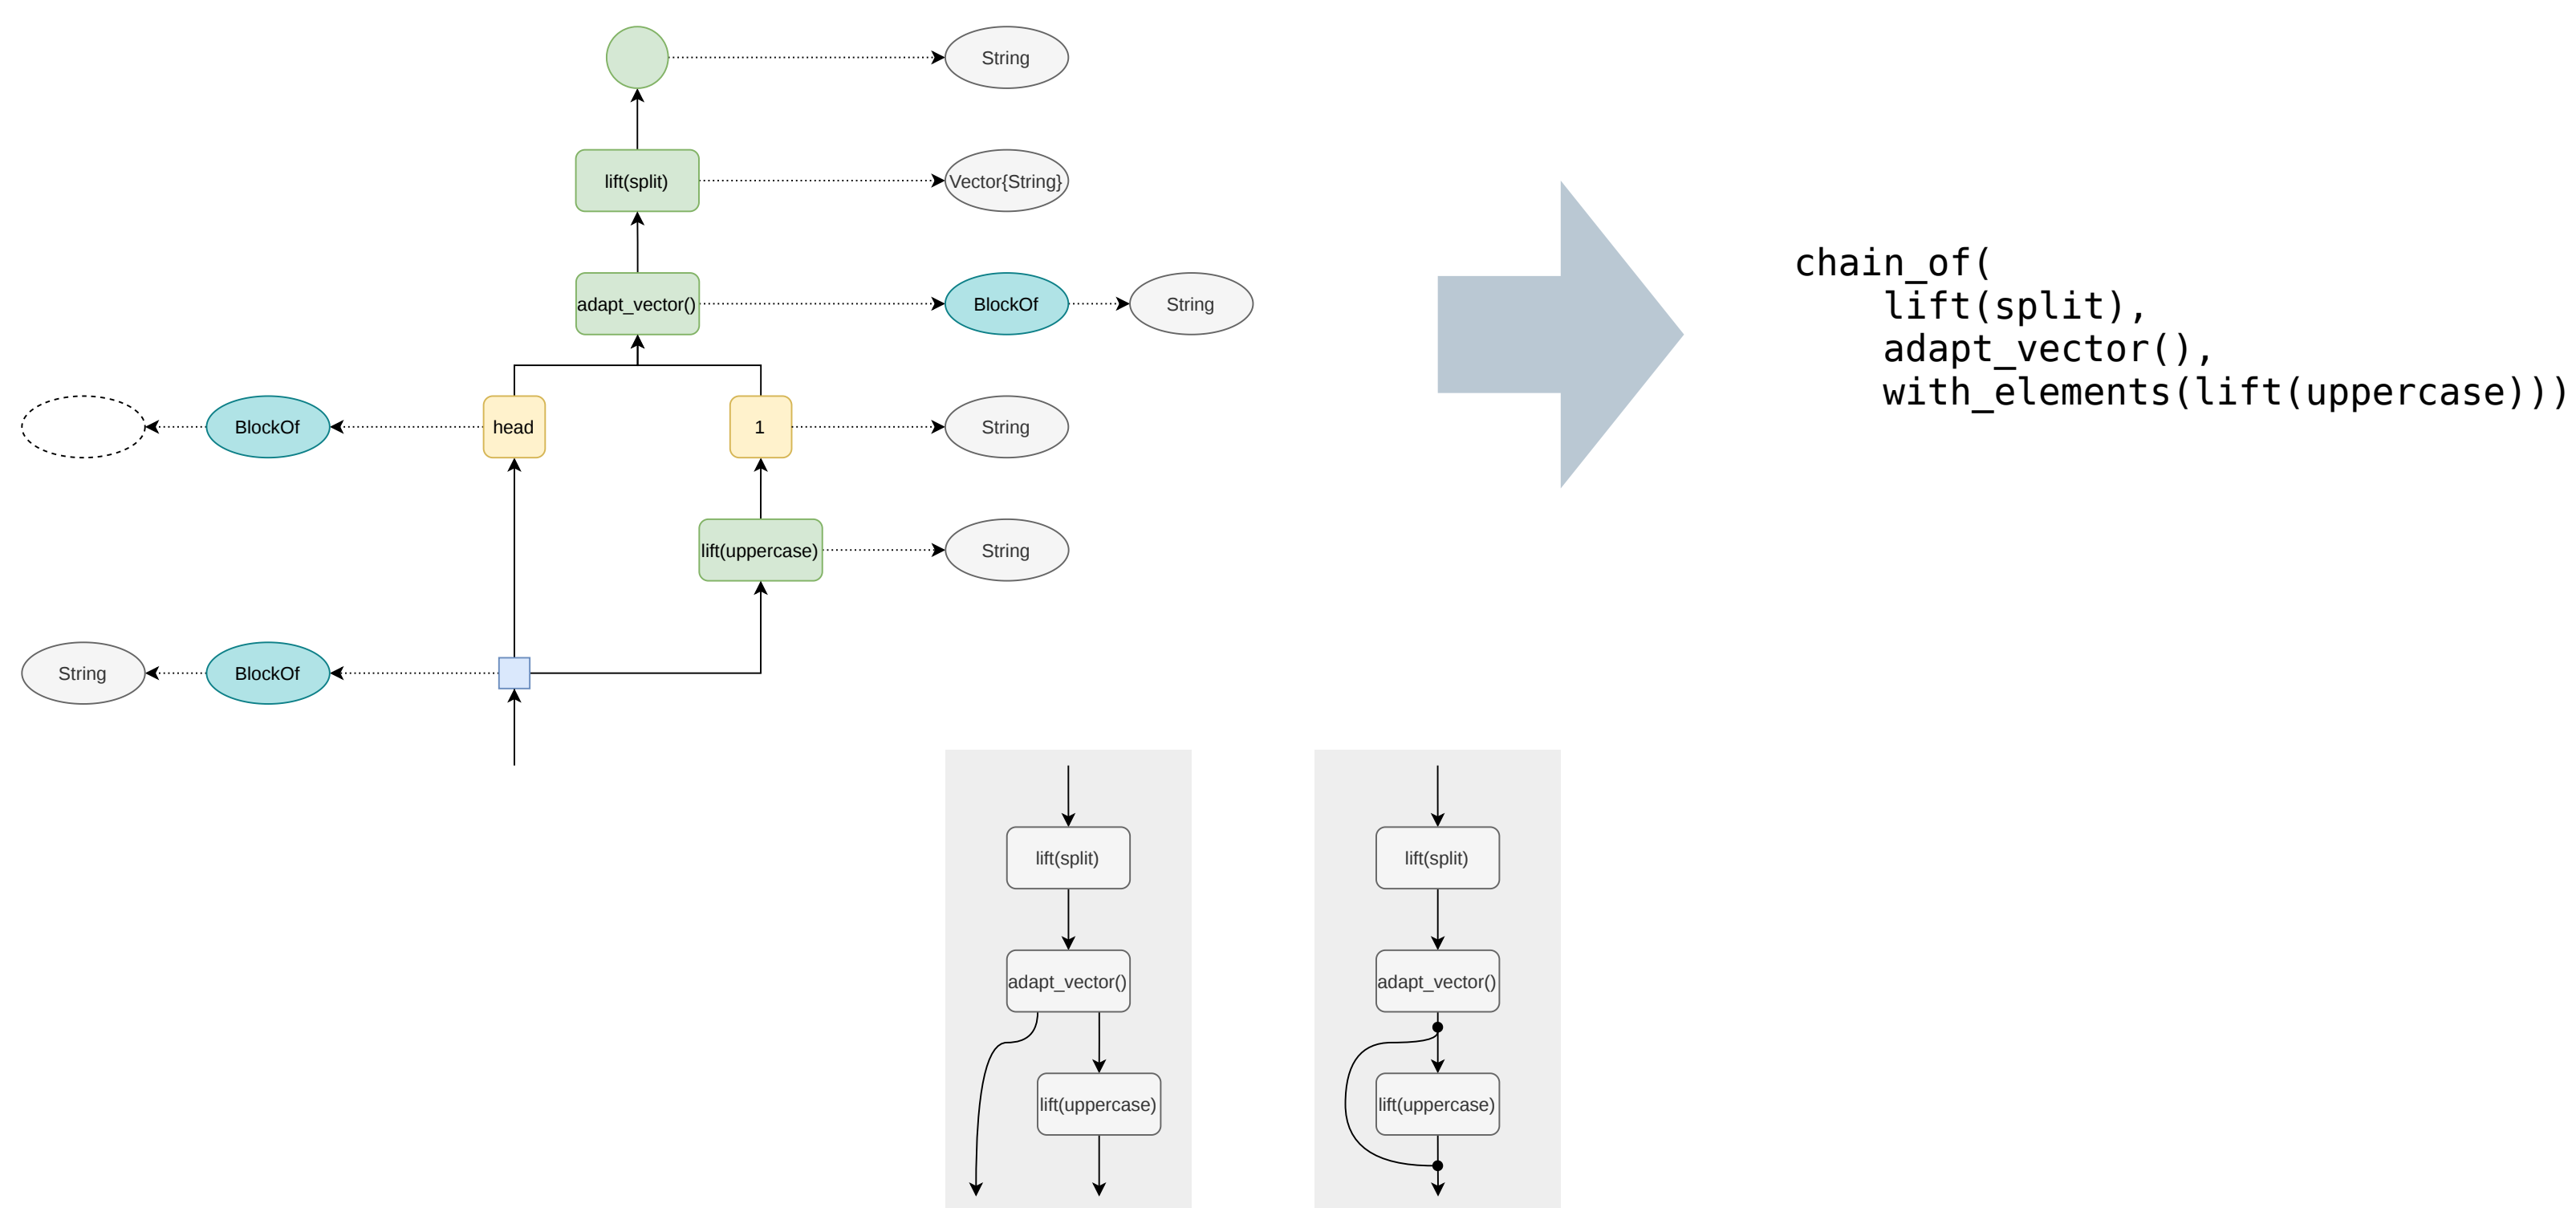 String
lift(split)
Vector{String}
adapt_vector()
BlockOf
String
BlockOf
head
1
String
lift(uppercase)
String
String
BlockOf
chain_of(
    lift(split),
    adapt_vector(),
    with_elements(lift(uppercase)))
lift(split)
adapt_vector()
lift(uppercase)
lift(split)
adapt_vector()
lift(uppercase)